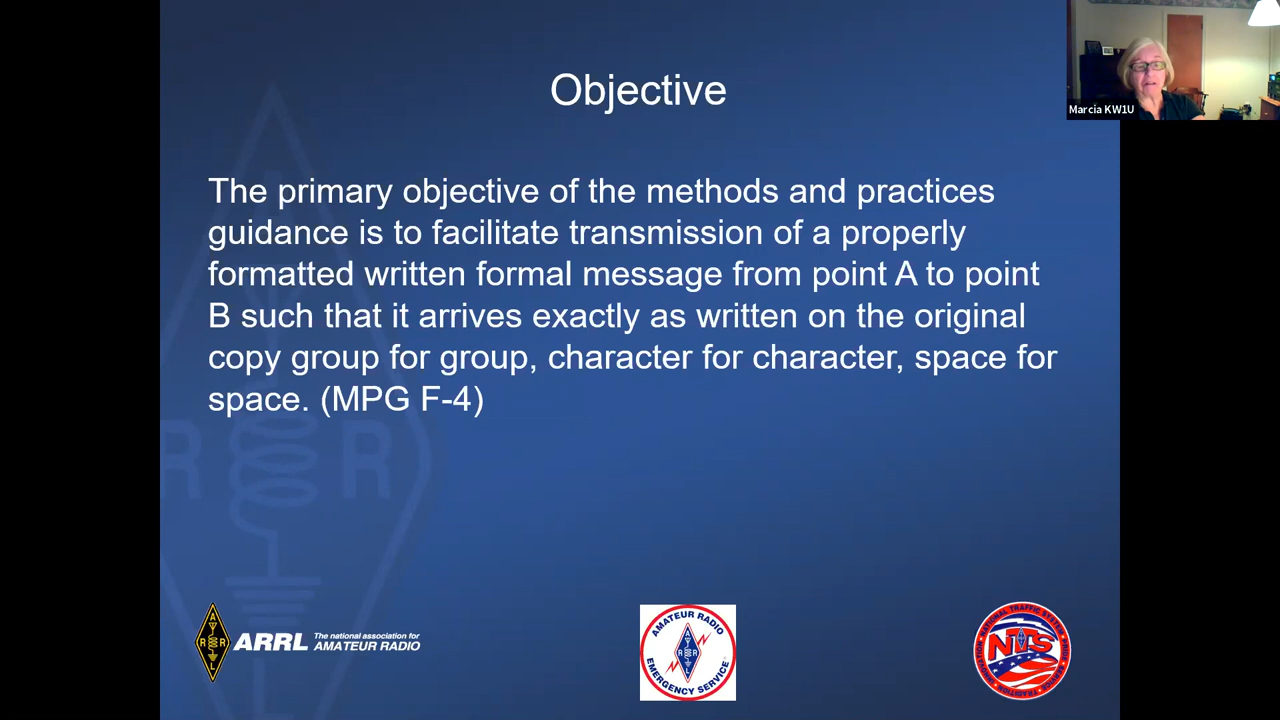 Objective
Marcia KW1U
The primary objective of the methods and practices
guidance is to facilitate transmission of a properly
formatted written formal message from point A to point
B such that it arrives exactly as written on the original
copy group for group, character for character, space for
space. (MPG F-4)
R R
A
R R
L
ARRL
The national association for
AMATEUR RADIO
AMATEUR RADIO
A
R R
L
EMERGENCY SERVICE
NATIONAL TRAFFIC SYSTEM
NTS